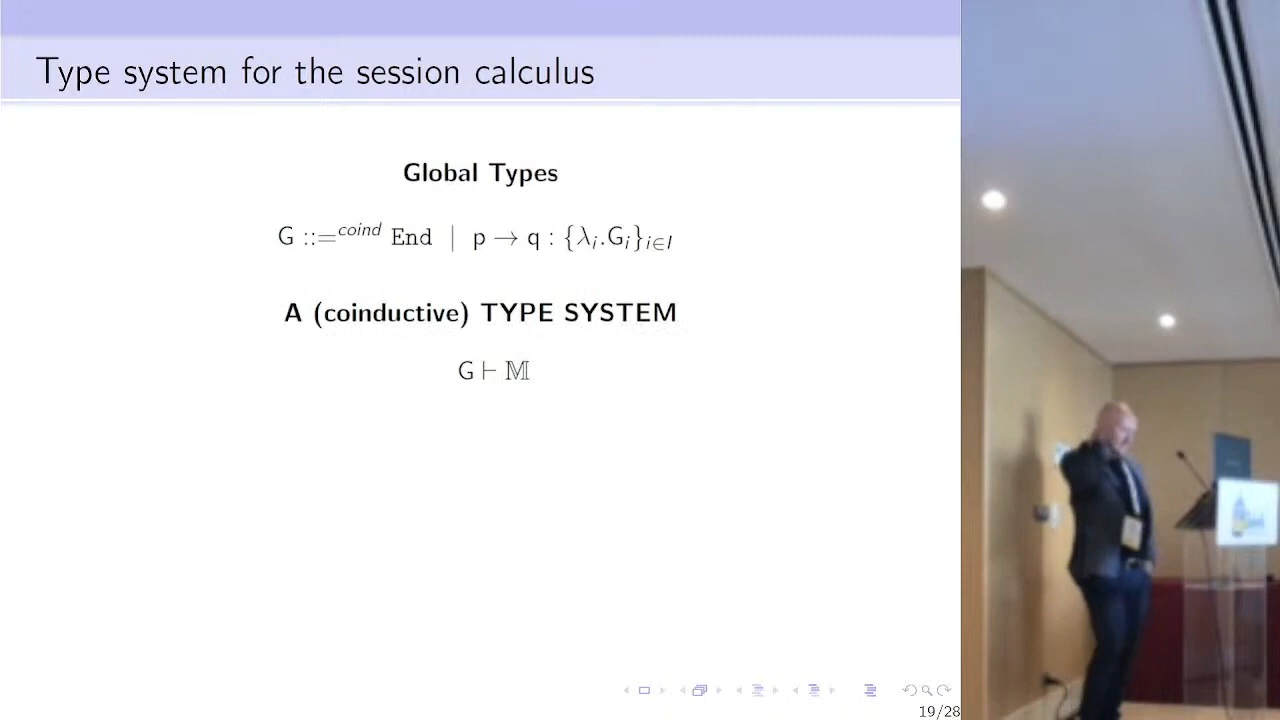 Type system for the session calculus
Global Types
G ::=^{coind} End | p → q : {λ_i.G_i}_{i∈I}
A (coinductive) TYPE SYSTEM
G ⊢ 𝕄
19/28